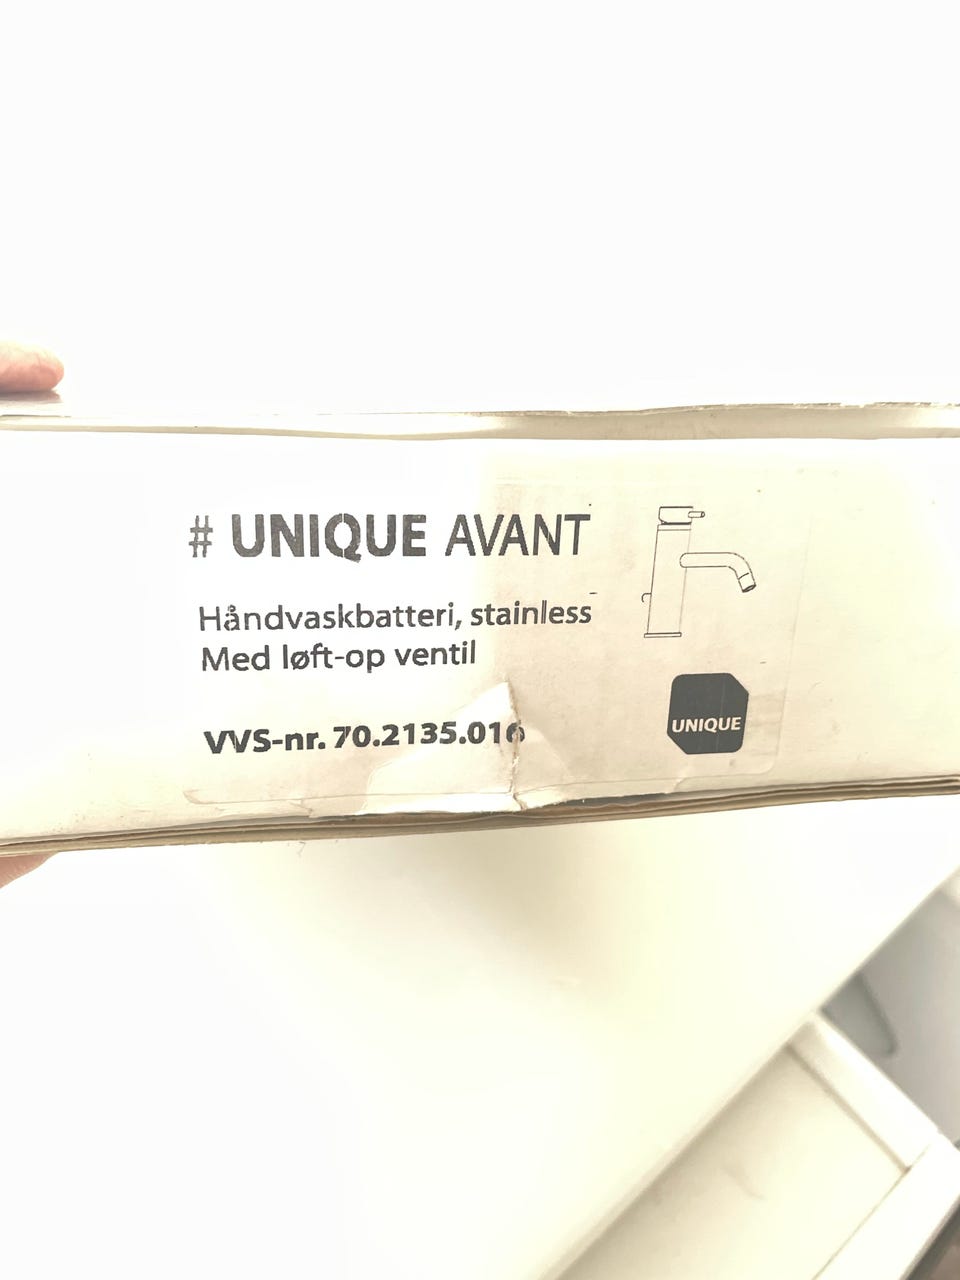 # UNIQUE AVANT
Håndvaskbatteri, stainless
Med løft-op ventil
VVS-nr. 70.2135.016
UNIQUE